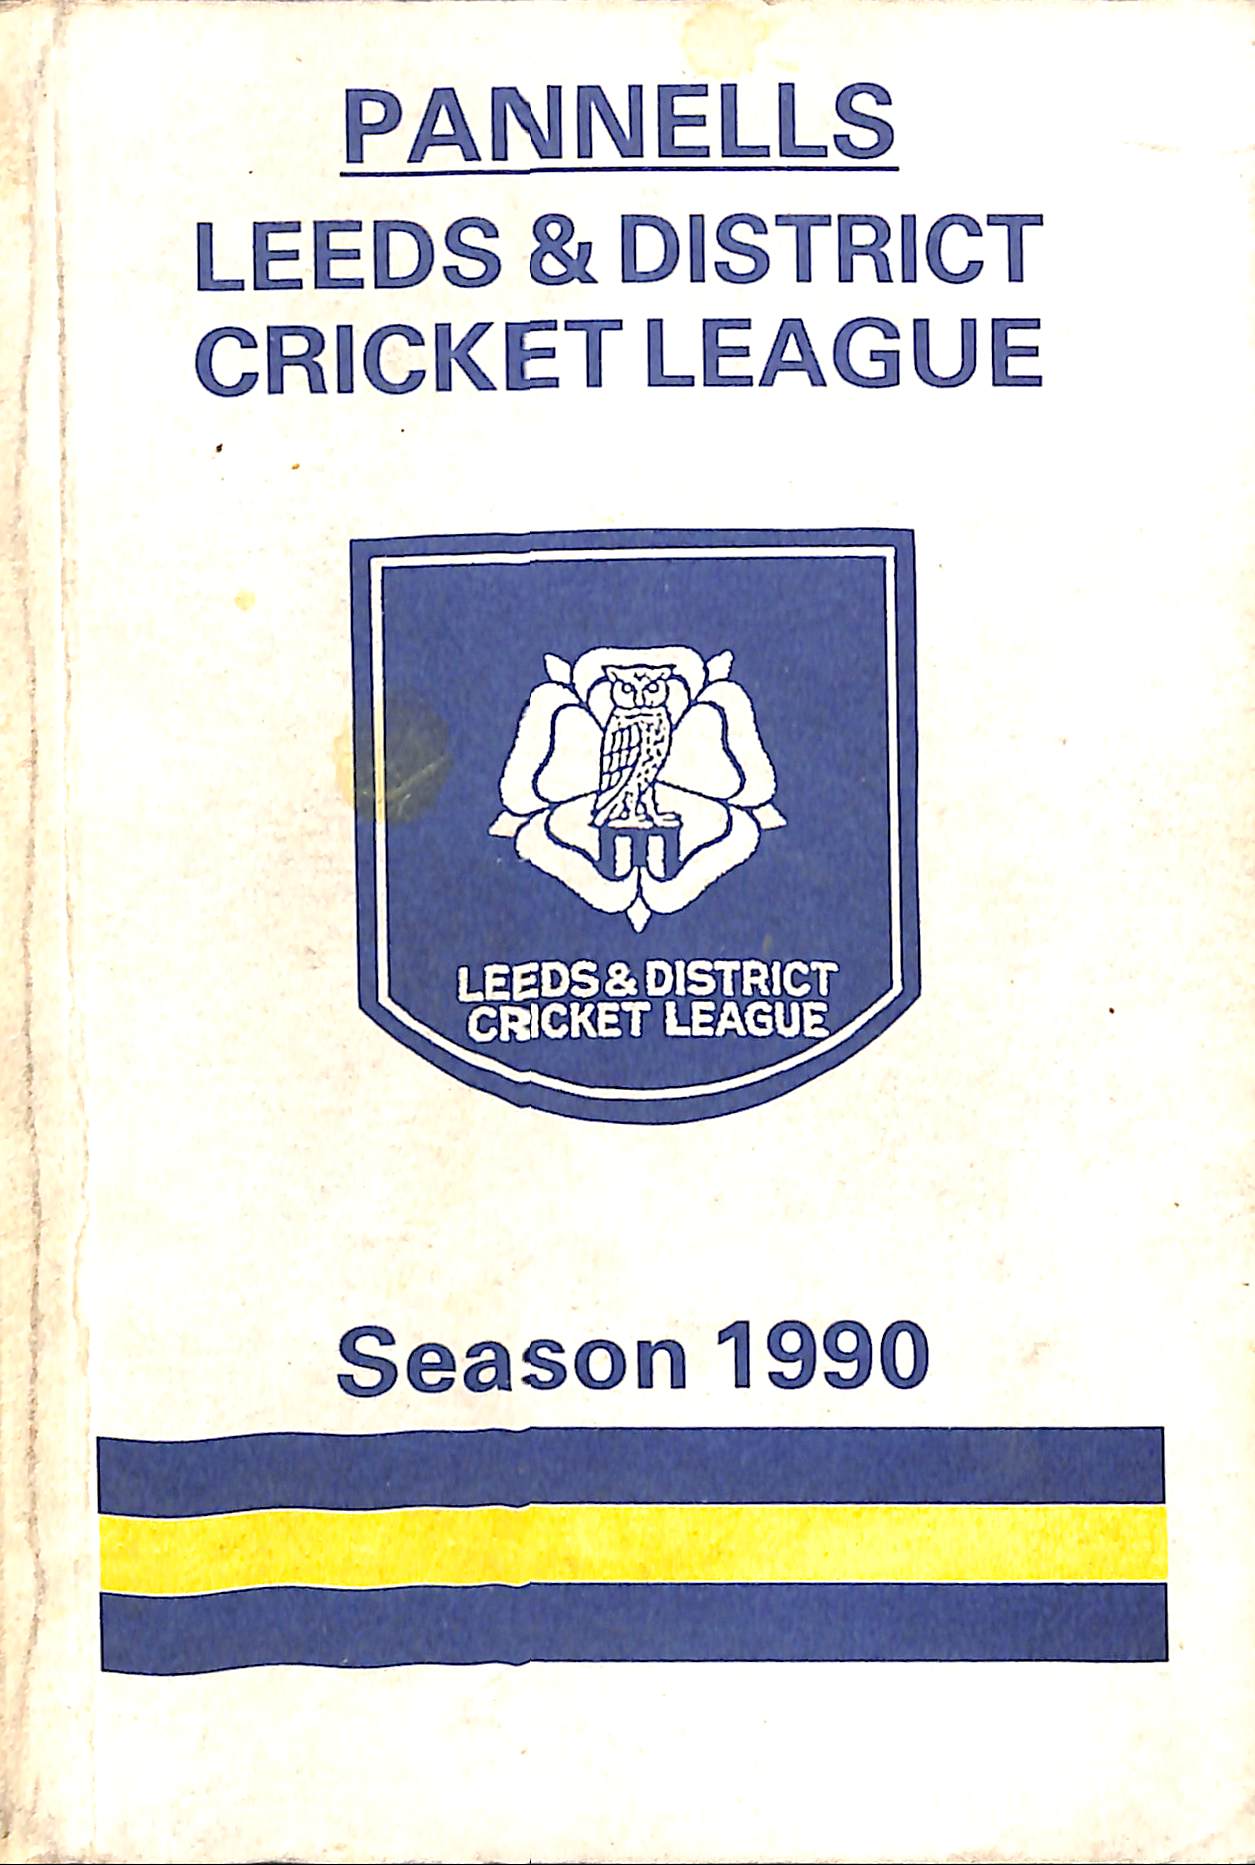 PANNELLS
LEEDS & DISTRICT
CRICKET LEAGUE
LEEDS & DISTRICT
CRICKET LEAGUE
Season 1990